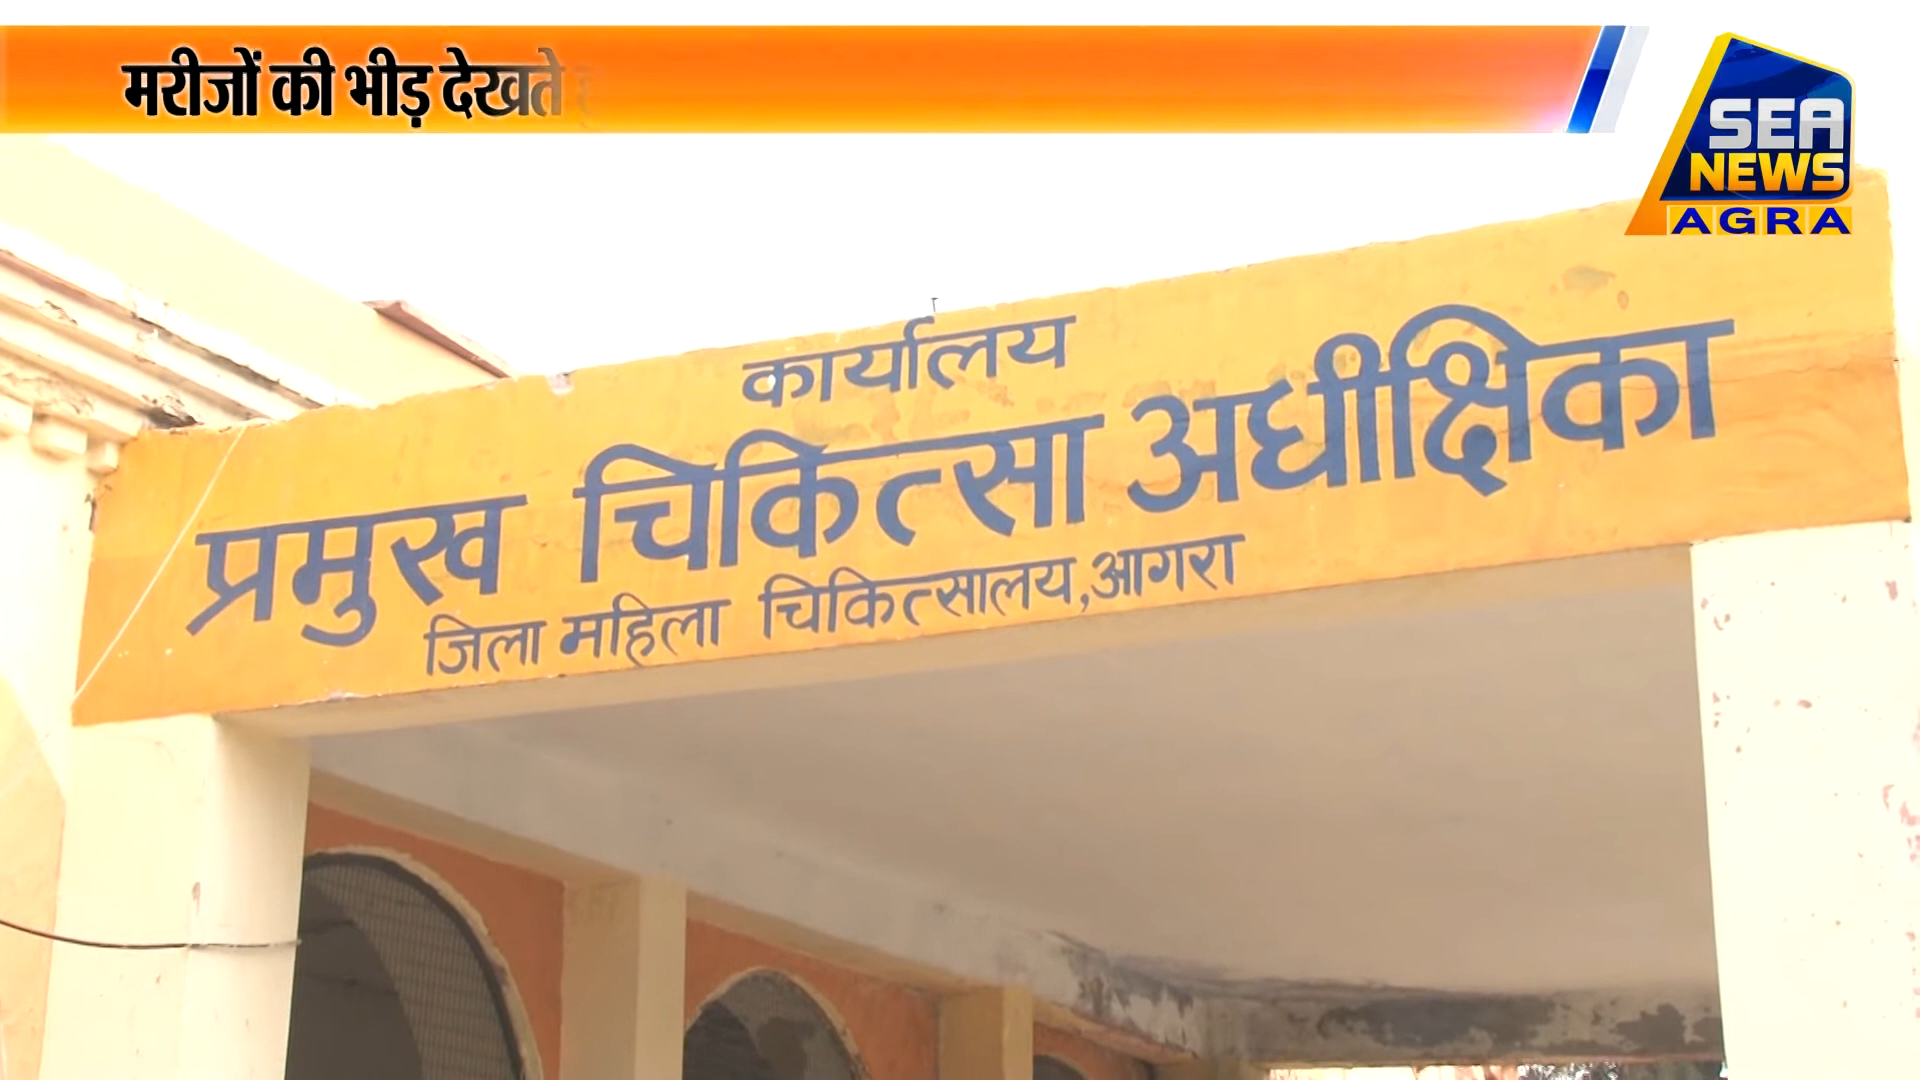 मरीजों की भीड़ देखते
SEA
NEWS
AGRA
कार्यालय
प्रमुख चिकित्सा अधीक्षिका
जिला महिला चिकित्सालय,आगरा